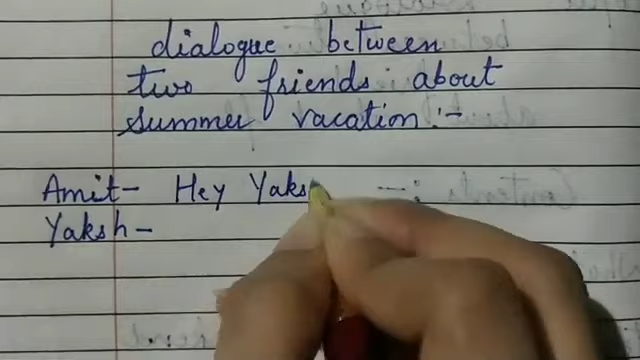 dialogue between
two friends about
summer vacation :-
Amit- Hey Yaks
Yaksh-